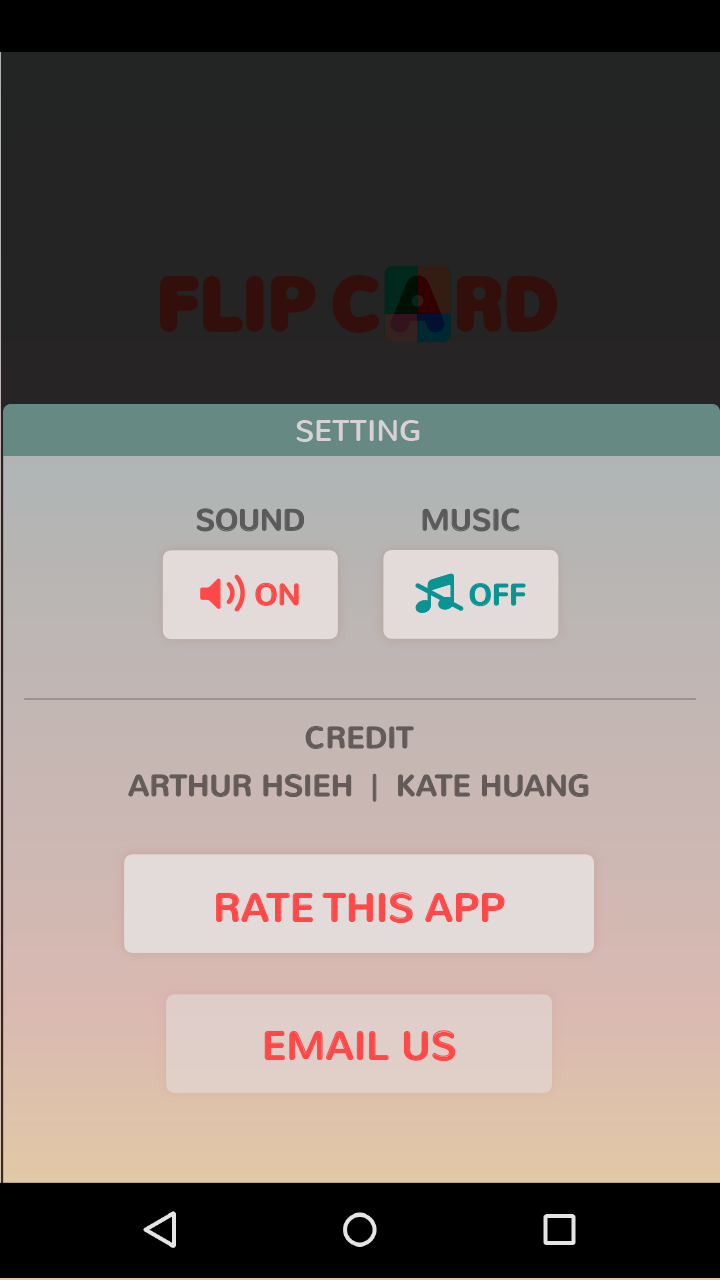 FLIP CARD
SETTING
SOUND MUSIC
ON OFF
CREDIT
ARTHUR HSIEH | KATE HUANG
RATE THIS APP
EMAIL US